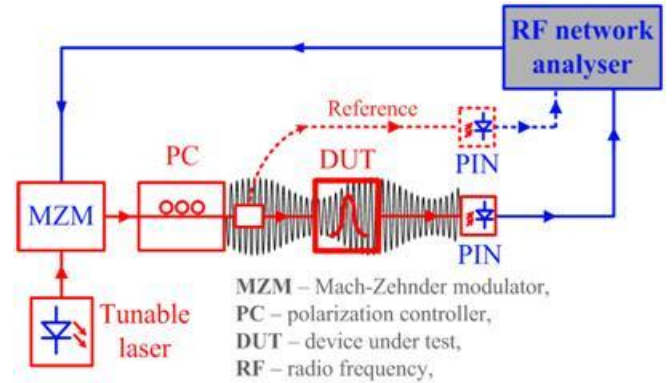 RF network
analyser
Reference
PC
DUT
PIN
MZM
PIN
Tunable
laser
MZM – Mach-Zehnder modulator,
PC – polarization controller,
DUT – device under test,
RF – radio frequency,